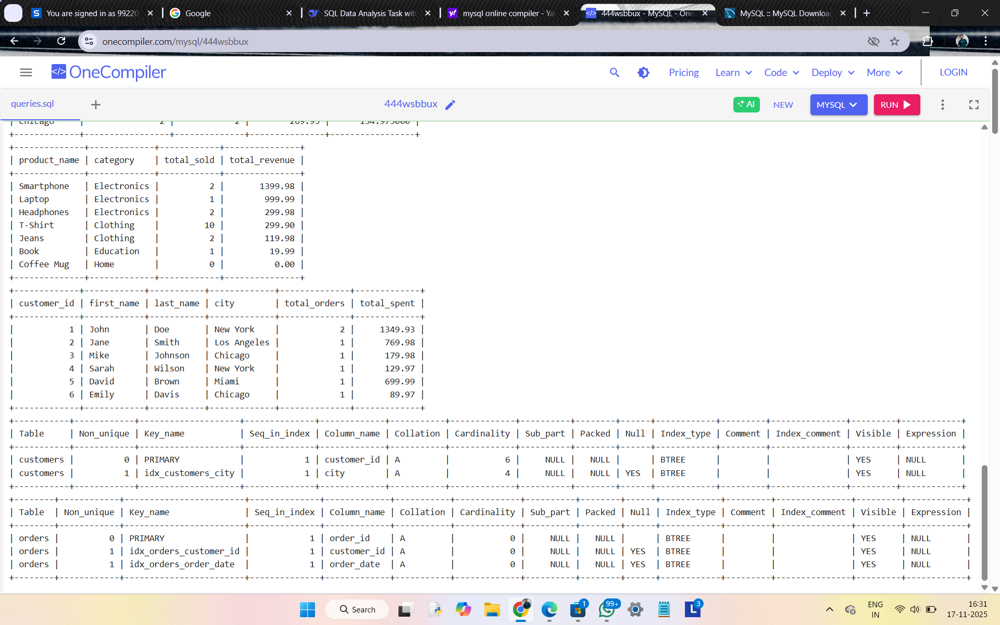 You are signed in as 99220
Google
SQL Data Analysis Task with
mysql online compiler - Ya
444wsbbux - MySQL - One
MySQL :: MySQL Download
onecompiler.com/mysql/444wsbbux
</> OneCompiler
Pricing Learn Code Deploy More LOGIN
queries.sql + 444wsbbux AI NEW MYSQL RUN
| Chicago | 2 | 2 | 269.95 | 134.975000 |
+-------------+-----------------+--------------+---------------+-----------------+
+--------------+-------------+------------+---------------+
| product_name | category | total_sold | total_revenue |
+--------------+-------------+------------+---------------+
| Smartphone | Electronics | 2 | 1399.98 |
| Laptop | Electronics | 1 | 999.99 |
| Headphones | Electronics | 2 | 299.98 |
| T-Shirt | Clothing | 10 | 299.90 |
| Jeans | Clothing | 2 | 119.98 |
| Book | Education | 1 | 19.99 |
| Coffee Mug | Home | 0 | 0.00 |
+--------------+-------------+------------+---------------+
+-------------+------------+-----------+-------------+--------------+-------------+
| customer_id | first_name | last_name | city | total_orders | total_spent |
+-------------+------------+-----------+-------------+--------------+-------------+
| 1 | John | Doe | New York | 2 | 1349.93 |
| 2 | Jane | Smith | Los Angeles | 1 | 769.98 |
| 3 | Mike | Johnson | Chicago | 1 | 179.98 |
| 4 | Sarah | Wilson | New York | 1 | 129.97 |
| 5 | David | Brown | Miami | 1 | 699.99 |
| 6 | Emily | Davis | Chicago | 1 | 89.97 |
+-------------+------------+-----------+-------------+--------------+-------------+
+-----------+------------+--------------------+--------------+-------------+-----------+-------------+----------+--------+------+------------+---------+---------------+---------+------------+
| Table | Non_unique | Key_name | Seq_in_index | Column_name | Collation | Cardinality | Sub_part | Packed | Null | Index_type | Comment | Index_comment | Visible | Expression |
+-----------+------------+--------------------+--------------+-------------+-----------+-------------+----------+--------+------+------------+---------+---------------+---------+------------+
| customers | 0 | PRIMARY | 1 | customer_id | A | 6 | NULL | NULL | | BTREE | | | YES | NULL |
| customers | 1 | idx_customers_city | 1 | city | A | 4 | NULL | NULL | YES | BTREE | | | YES | NULL |
+-----------+------------+--------------------+--------------+-------------+-----------+-------------+----------+--------+------+------------+---------+---------------+---------+------------+
+--------+------------+------------------------+--------------+-------------+-----------+-------------+----------+--------+------+------------+---------+---------------+---------+------------+
| Table | Non_unique | Key_name | Seq_in_index | Column_name | Collation | Cardinality | Sub_part | Packed | Null | Index_type | Comment | Index_comment | Visible | Expression |
+--------+------------+------------------------+--------------+-------------+-----------+-------------+----------+--------+------+------------+---------+---------------+---------+------------+
| orders | 0 | PRIMARY | 1 | order_id | A | 0 | NULL | NULL | | BTREE | | | YES | NULL |
| orders | 1 | idx_orders_customer_id | 1 | customer_id | A | 0 | NULL | NULL | YES | BTREE | | | YES | NULL |
| orders | 1 | idx_orders_order_date | 1 | order_date | A | 0 | NULL | NULL | YES | BTREE | | | YES | NULL |
+--------+------------+------------------------+--------------+-------------+-----------+-------------+----------+--------+------+------------+---------+---------------+---------+------------+
Search
1
99+
3
ENG
IN
16:31
17-11-2025